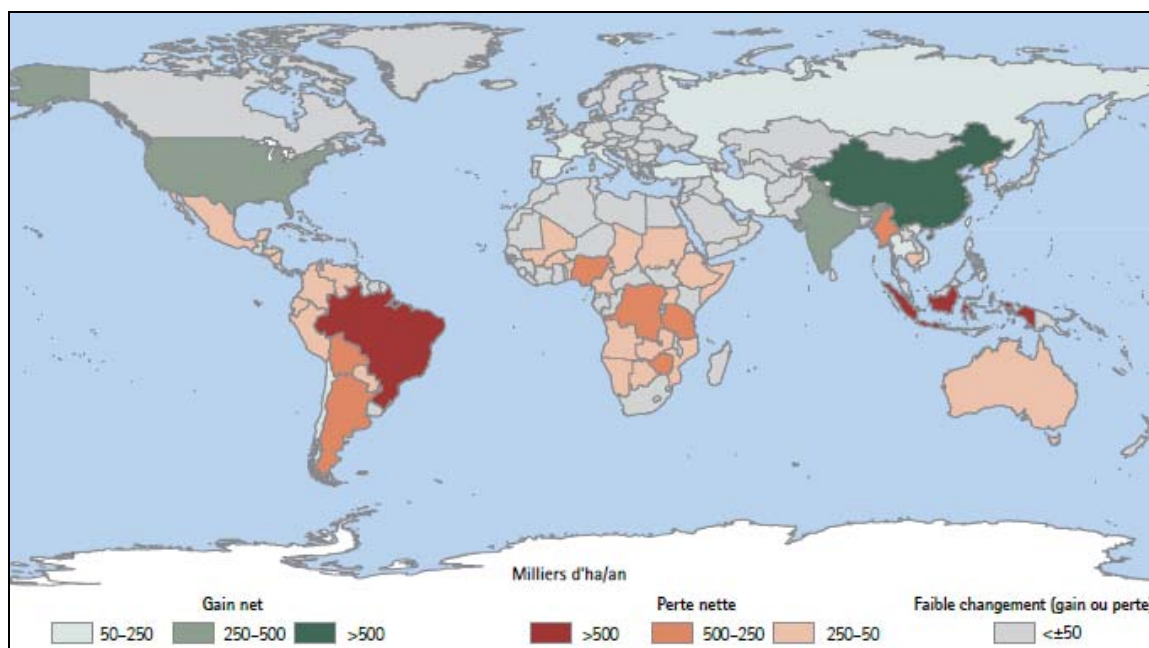 Milliers d'ha/an
Gain net Perte nette Faible changement (gain ou perte)
50–250 250–500 >500 >500 500–250 250–50 <±50